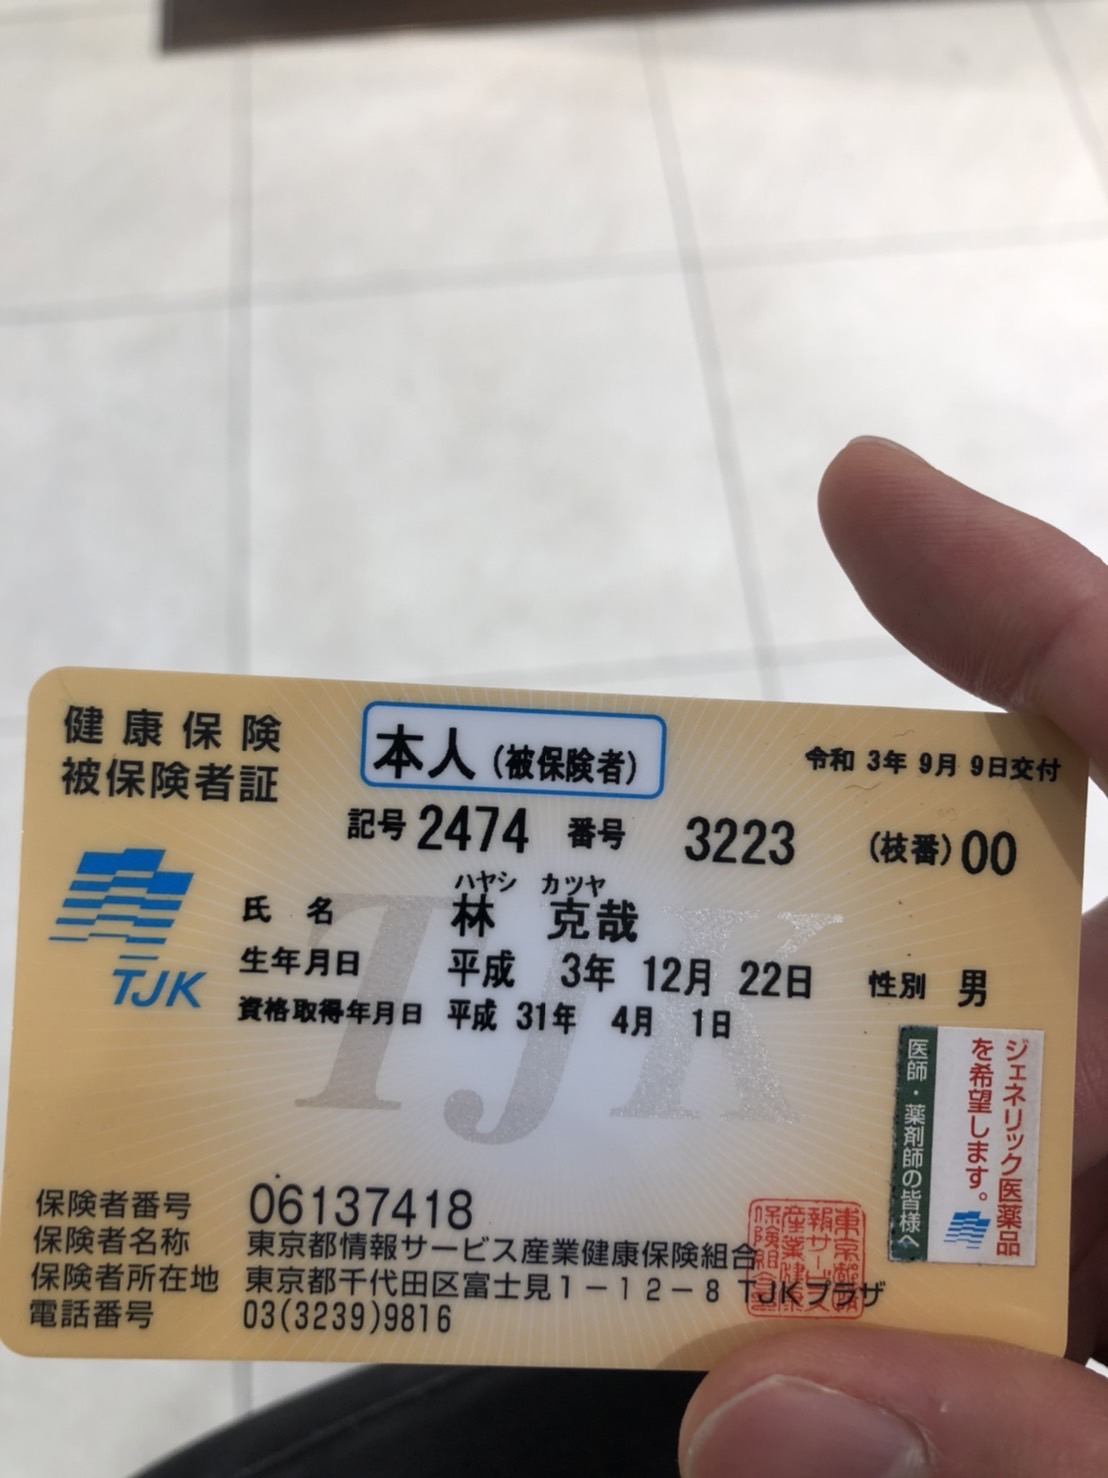 健康保険
被保険者証
本人(被保険者)
令和 3年 9月 9日交付
記号 2474 番号 3223 (枝番) 00
ハヤシ カツヤ
氏 名 林 克哉
生年月日 平成 3年 12月 22日 性別 男
資格取得年月日 平成 31年 4月 1日
TJK
TJK
ジェネリック医薬品
を希望します。
医師・薬剤師の皆様へ
保険者番号 06137418
保険者名称 東京都情報サービス産業健康保険組合
保険者所在地 東京都千代田区富士見1-12-8 TJKプラザ
電話番号 03(3239)9816